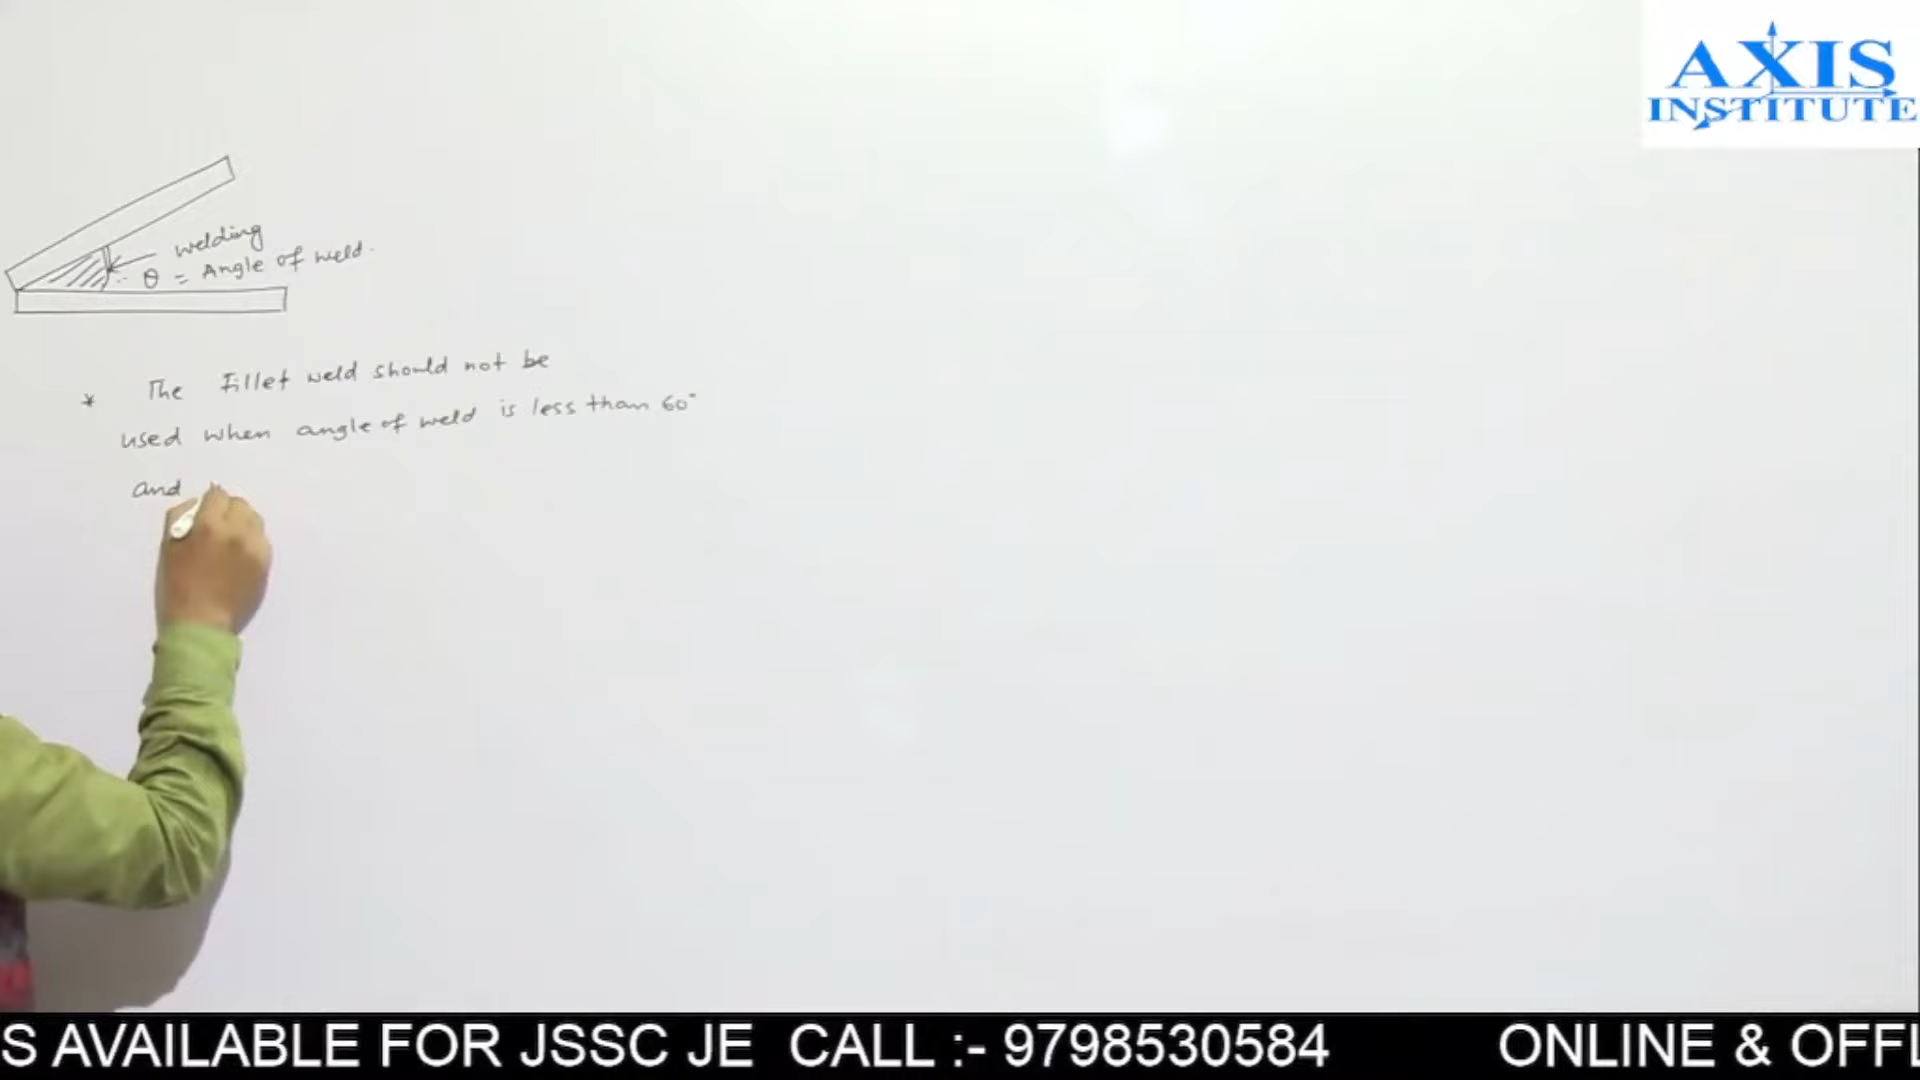 AXIS
INSTITUTE
welding
θ = Angle of weld.
* The Fillet weld should not be
used when angle of weld is less than 60°
and
S AVAILABLE FOR JSSC JE CALL :- 9798530584 ONLINE & OFFL